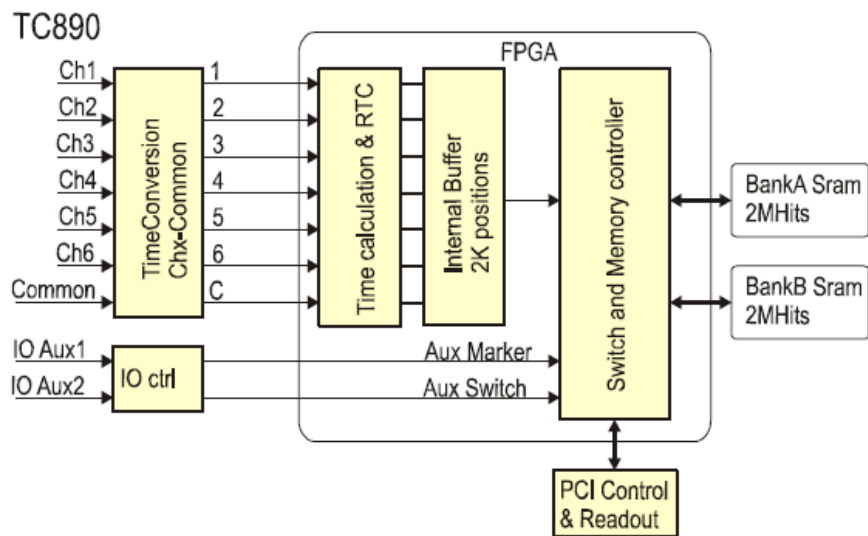 TC890
FPGA
Ch1
Ch2
Ch3
Ch4
Ch5
Ch6
Common
TimeConversion
Chx-Common
1
2
3
4
5
6
C
Time calculation & RTC
Internal Buffer
2K positions
Switch and Memory controller
BankA Sram
2MHits
BankB Sram
2MHits
IO Aux1
IO Aux2
IO ctrl
Aux Marker
Aux Switch
PCI Control
& Readout